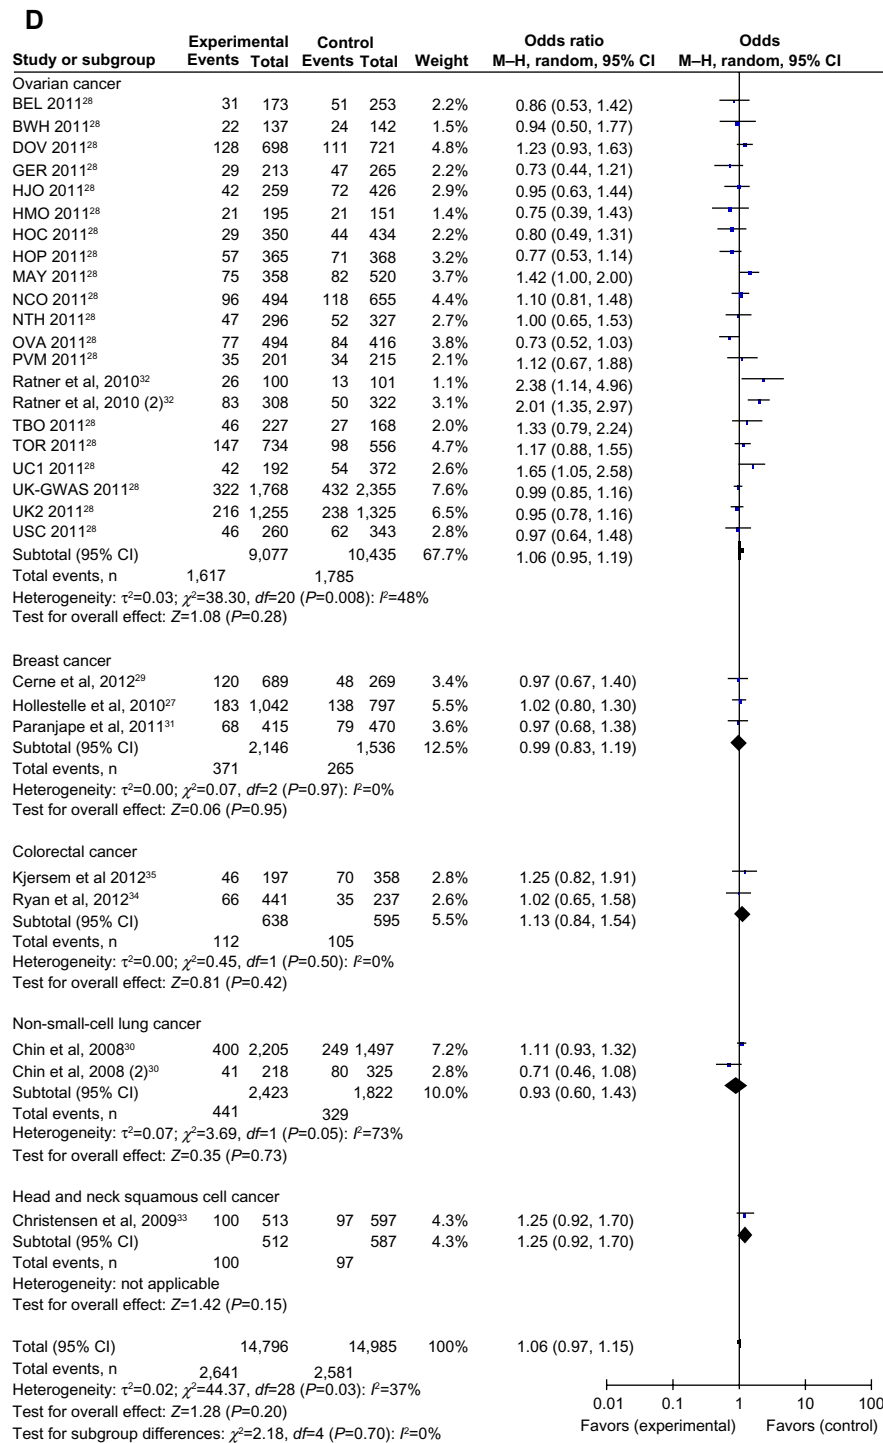 D
Experimental Control Odds ratio Odds
Study or subgroup Events Total Events Total Weight M–H, random, 95% CI M–H, random, 95% CI
Ovarian cancer
BEL 2011²⁸ 31 173 51 253 2.2% 0.86 (0.53, 1.42)
BWH 2011²⁸ 22 137 24 142 1.5% 0.94 (0.50, 1.77)
DOV 2011²⁸ 128 698 111 721 4.8% 1.23 (0.93, 1.63)
GER 2011²⁸ 29 213 47 265 2.2% 0.73 (0.44, 1.21)
HJO 2011²⁸ 42 259 72 426 2.9% 0.95 (0.63, 1.44)
HMO 2011²⁸ 21 195 21 151 1.4% 0.75 (0.39, 1.43)
HOC 2011²⁸ 29 350 44 434 2.2% 0.80 (0.49, 1.31)
HOP 2011²⁸ 57 365 71 368 3.2% 0.77 (0.53, 1.14)
MAY 2011²⁸ 75 358 82 520 3.7% 1.42 (1.00, 2.00)
NCO 2011²⁸ 96 494 118 655 4.4% 1.10 (0.81, 1.48)
NTH 2011²⁸ 47 296 52 327 2.7% 1.00 (0.65, 1.53)
OVA 2011²⁸ 77 494 84 416 3.8% 0.73 (0.52, 1.03)
PVM 2011²⁸ 35 201 34 215 2.1% 1.12 (0.67, 1.88)
Ratner et al, 2010³² 26 100 13 101 1.1% 2.38 (1.14, 4.96)
Ratner et al, 2010 (2)³² 83 308 50 322 3.1% 2.01 (1.35, 2.97)
TBO 2011²⁸ 46 227 27 168 2.0% 1.33 (0.79, 2.24)
TOR 2011²⁸ 147 734 98 556 4.7% 1.17 (0.88, 1.55)
UC1 2011²⁸ 42 192 54 372 2.6% 1.65 (1.05, 2.58)
UK-GWAS 2011²⁸ 322 1,768 432 2,355 7.6% 0.99 (0.85, 1.16)
UK2 2011²⁸ 216 1,255 238 1,325 6.5% 0.95 (0.78, 1.16)
USC 2011²⁸ 46 260 62 343 2.8% 0.97 (0.64, 1.48)
Subtotal (95% CI) 9,077 10,435 67.7% 1.06 (0.95, 1.19)
Total events, n 1,617 1,785
Heterogeneity: τ²=0.03; χ²=38.30, df=20 (P=0.008): I²=48%
Test for overall effect: Z=1.08 (P=0.28)
Breast cancer
Cerne et al, 2012²⁹ 120 689 48 269 3.4% 0.97 (0.67, 1.40)
Hollestelle et al, 2010²⁷ 183 1,042 138 797 5.5% 1.02 (0.80, 1.30)
Paranjape et al, 2011³¹ 68 415 79 470 3.6% 0.97 (0.68, 1.38)
Subtotal (95% CI) 2,146 1,536 12.5% 0.99 (0.83, 1.19)
Total events, n 371 265
Heterogeneity: τ²=0.00; χ²=0.07, df=2 (P=0.97): I²=0%
Test for overall effect: Z=0.06 (P=0.95)
Colorectal cancer
Kjersem et al 2012³⁵ 46 197 70 358 2.8% 1.25 (0.82, 1.91)
Ryan et al, 2012³⁴ 66 441 35 237 2.6% 1.02 (0.65, 1.58)
Subtotal (95% CI) 638 595 5.5% 1.13 (0.84, 1.54)
Total events, n 112 105
Heterogeneity: τ²=0.00; χ²=0.45, df=1 (P=0.50): I²=0%
Test for overall effect: Z=0.81 (P=0.42)
Non-small-cell lung cancer
Chin et al, 2008³⁰ 400 2,205 249 1,497 7.2% 1.11 (0.93, 1.32)
Chin et al, 2008 (2)³⁰ 41 218 80 325 2.8% 0.71 (0.46, 1.08)
Subtotal (95% CI) 2,423 1,822 10.0% 0.93 (0.60, 1.43)
Total events, n 441 329
Heterogeneity: τ²=0.07; χ²=3.69, df=1 (P=0.05): I²=73%
Test for overall effect: Z=0.35 (P=0.73)
Head and neck squamous cell cancer
Christensen et al, 2009³³ 100 513 97 597 4.3% 1.25 (0.92, 1.70)
Subtotal (95% CI) 512 587 4.3% 1.25 (0.92, 1.70)
Total events, n 100 97
Heterogeneity: not applicable
Test for overall effect: Z=1.42 (P=0.15)
Total (95% CI) 14,796 14,985 100% 1.06 (0.97, 1.15)
Total events, n 2,641 2,581
Heterogeneity: τ²=0.02; χ²=44.37, df=28 (P=0.03): I²=37%
Test for overall effect: Z=1.28 (P=0.20)
Test for subgroup differences: χ²=2.18, df=4 (P=0.70): I²=0%
0.01 0.1 1 10 100
Favors (experimental) Favors (control)